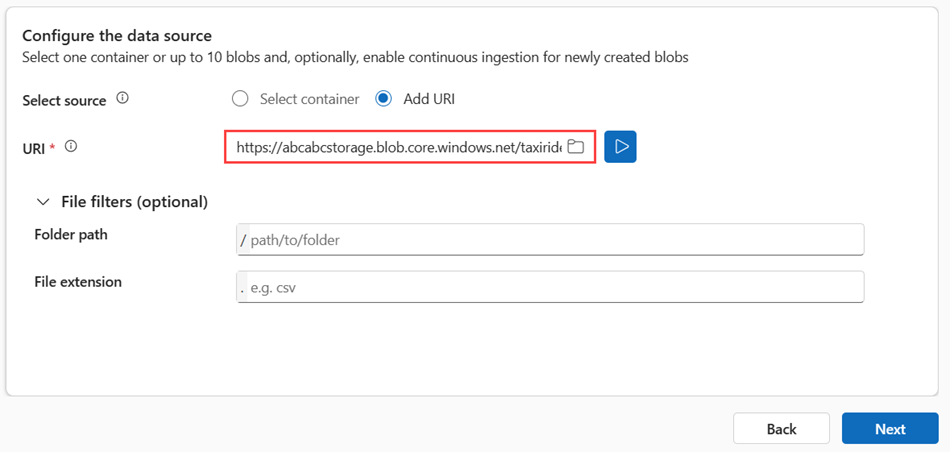 Configure the data source
Select one container or up to 10 blobs and, optionally, enable continuous ingestion for newly created blobs
Select source Select container Add URI
URI * https://abcabcstorage.blob.core.windows.net/taxiride
File filters (optional)
Folder path / path/to/folder
File extension . e.g. csv
Back Next